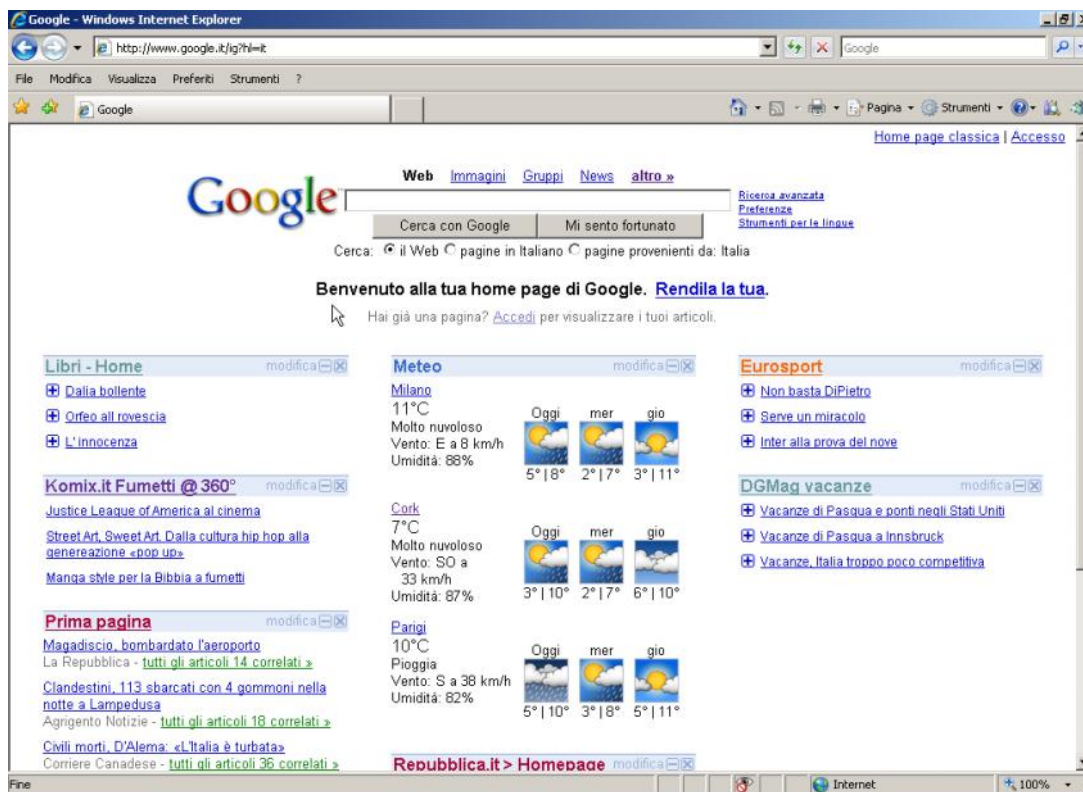 Google - Windows Internet Explorer
http://www.google.it/ig?hl=it
Google
File Modifica Visualizza Preferiti Strumenti ?
Google
Pagina
Strumenti
Home page classica | Accesso
Google
Web Immagini Gruppi News altro »
Ricerca avanzata
Preferenze
Strumenti per le lingue
Cerca con Google
Mi sento fortunato
Cerca: il Web pagine in Italiano pagine provenienti da: Italia
Benvenuto alla tua home page di Google. Rendila la tua.
Hai già una pagina? Accedi per visualizzare i tuoi articoli.
Libri - Home modifica
Dalia bollente
Orfeo all rovescia
L' innocenza
Komix.it Fumetti @ 360° modifica
Justice League of America al cinema
Street Art, Sweet Art. Dalla cultura hip hop alla
genereazione «pop up»
Manga style per la Bibbia a fumetti
Prima pagina modifica
Magadiscio, bombardato l'aeroporto
La Repubblica - tutti gli articoli 14 correlati »
Clandestini, 113 sbarcati con 4 gommoni nella
notte a Lampedusa
Agrigento Notizie - tutti gli articoli 18 correlati »
Civili morti, D'Alema: «L'Italia è turbata»
Corriere Canadese - tutti gli articoli 36 correlati »
Meteo modifica
Milano
11°C
Molto nuvoloso
Vento: E a 8 km/h
Umidità: 88%
Oggi mer gio
5° | 8° 2° | 7° 3° | 11°
Cork
7°C
Molto nuvoloso
Vento: SO a
33 km/h
Umidità: 87%
Oggi mer gio
3° | 10° 2° | 7° 6° | 10°
Parigi
10°C
Pioggia
Vento: S a 38 km/h
Umidità: 82%
Oggi mer gio
5° | 10° 3° | 8° 5° | 11°
Repubblica.it > Homepage modifica
Eurosport modifica
Non basta DiPietro
Serve un miracolo
Inter alla prova del nove
DGMag vacanze modifica
Vacanze di Pasqua e ponti negli Stati Uniti
Vacanze di Pasqua a Innsbruck
Vacanze, Italia troppo poco competitiva
Fine
Internet
100%